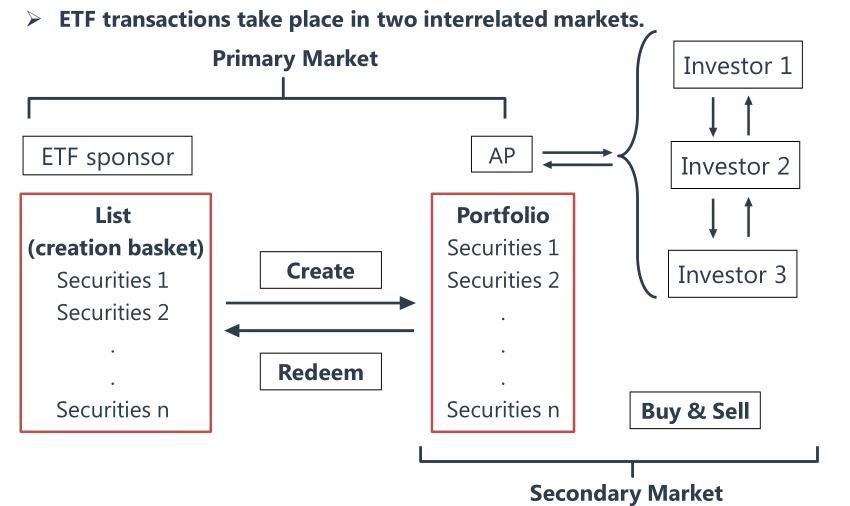 ➢ ETF transactions take place in two interrelated markets.
Primary Market
ETF sponsor
AP
List
(creation basket)
Securities 1
Securities 2
.
.
Securities n
Create
Redeem
Portfolio
Securities 1
Securities 2
.
.
.
Securities n
Investor 1
Investor 2
Investor 3
Buy & Sell
Secondary Market